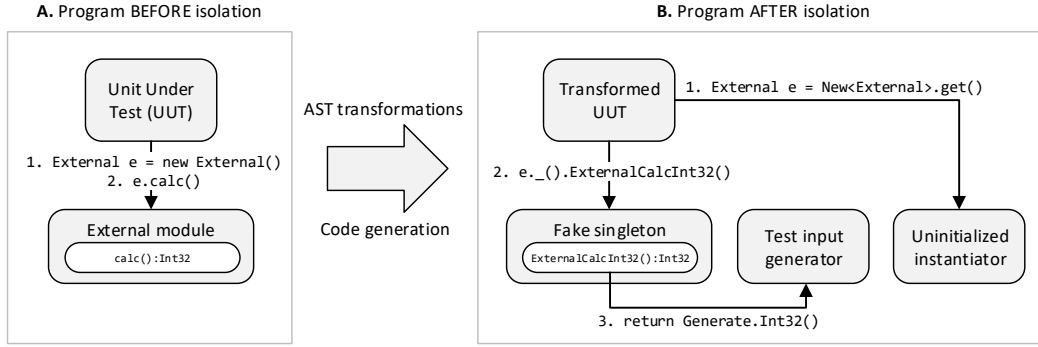 A. Program BEFORE isolation
Unit Under
Test (UUT)
1. External e = new External()
2. e.calc()
External module
calc():Int32
AST transformations
Code generation
B. Program AFTER isolation
Transformed
UUT
1. External e = New<External>.get()
2. e._().ExternalCalcInt32()
Fake singleton
ExternalCalcInt32():Int32
Test input
generator
Uninitialized
instantiator
3. return Generate.Int32()